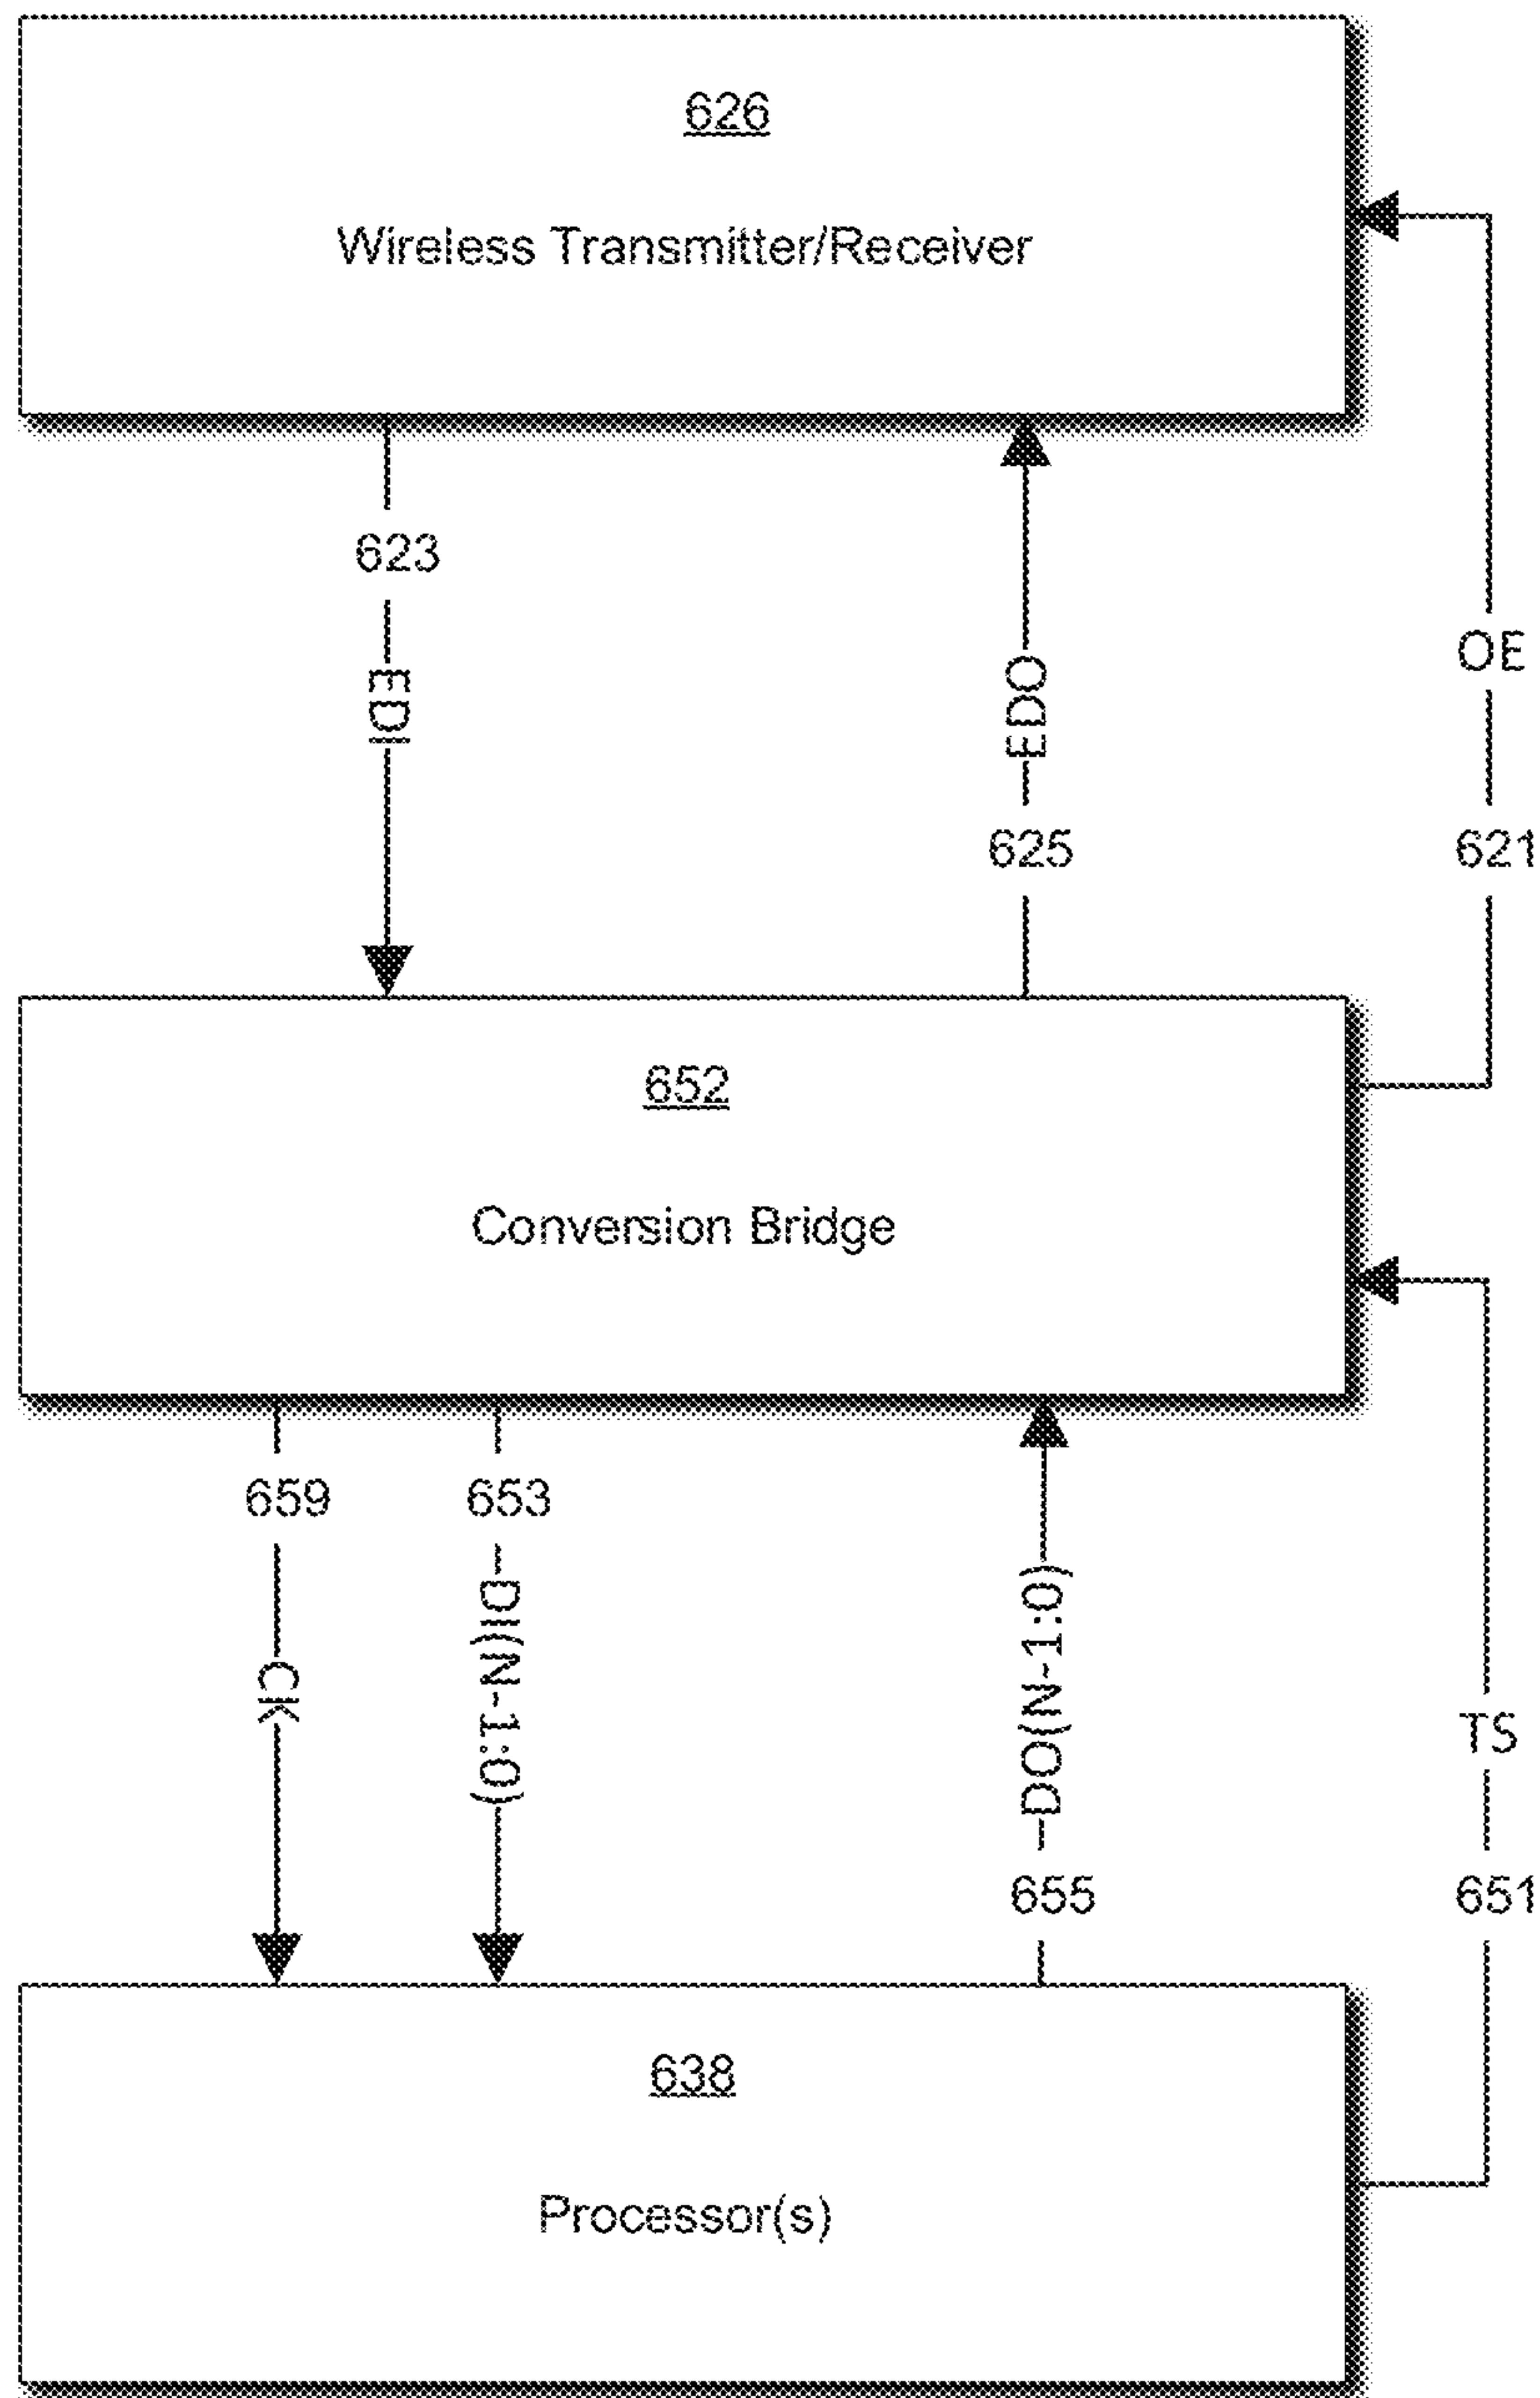 626
Wireless Transmitter/Receiver
623
EDI
EDO
625
OE
621
652
Conversion Bridge
659
CK
653
DI(N-1:0)
DO(N-1:0)
655
TS
651
638
Processor(s)